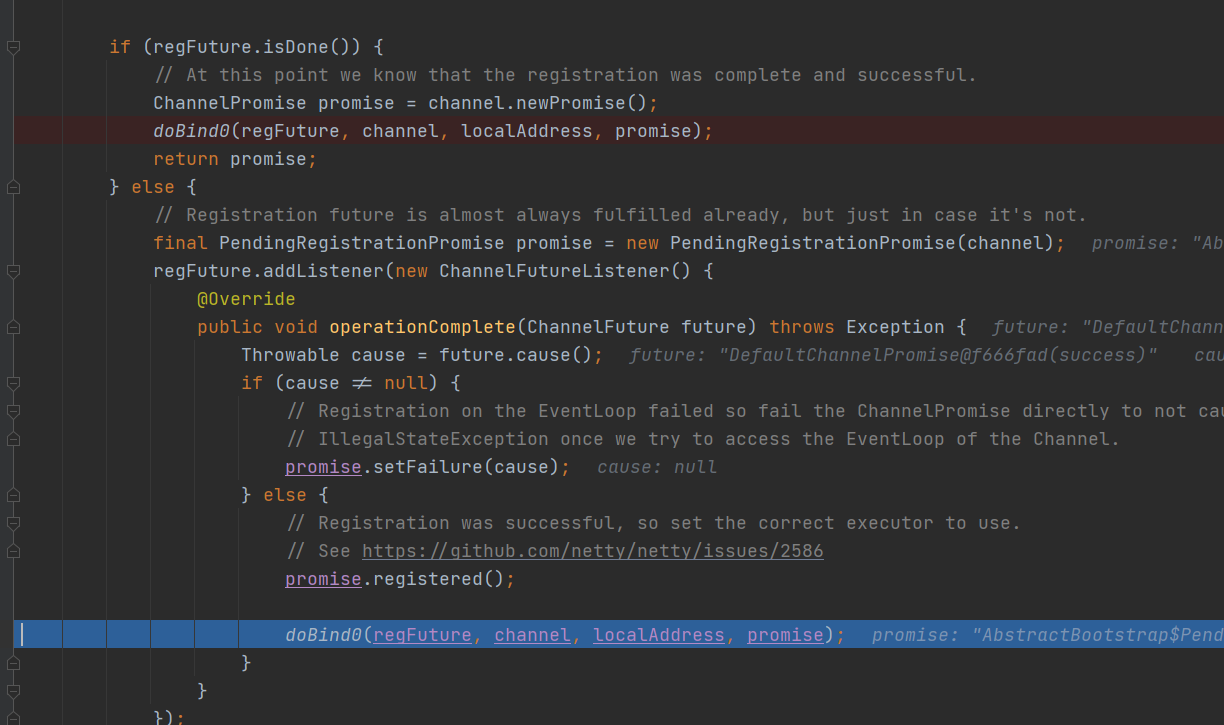 if (regFuture.isDone()) {
// At this point we know that the registration was complete and successful.
ChannelPromise promise = channel.newPromise();
doBind0(regFuture, channel, localAddress, promise);
return promise;
} else {
// Registration future is almost always fulfilled already, but just in case it's not.
final PendingRegistrationPromise promise = new PendingRegistrationPromise(channel); promise: "Ab
regFuture.addListener(new ChannelFutureListener() {
@Override
public void operationComplete(ChannelFuture future) throws Exception { future: "DefaultChann
Throwable cause = future.cause(); future: "DefaultChannelPromise@f666fad(success)" cau
if (cause != null) {
// Registration on the EventLoop failed so fail the ChannelPromise directly to not cau
// IllegalStateException once we try to access the EventLoop of the Channel.
promise.setFailure(cause); cause: null
} else {
// Registration was successful, so set the correct executor to use.
// See https://github.com/netty/netty/issues/2586
promise.registered();
doBind0(regFuture, channel, localAddress, promise); promise: "AbstractBootstrap$Pend
}
}
});